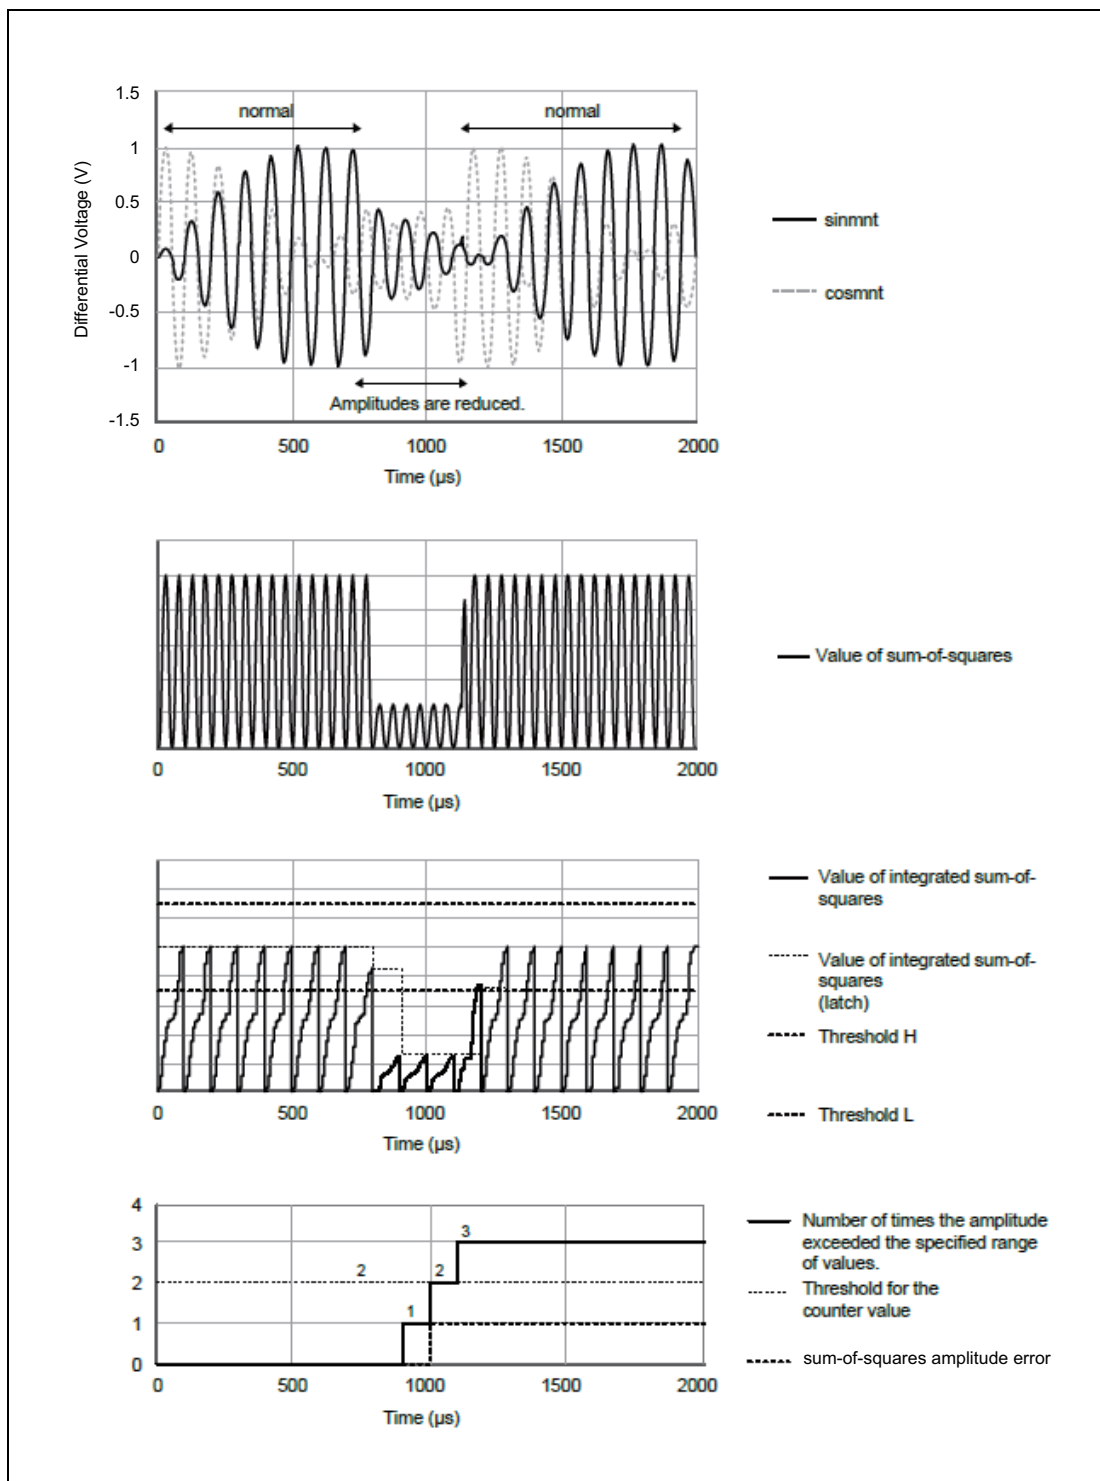 1.5
normal
normal
1
0.5
0
-0.5
-1
-1.5
Differential Voltage (V)
Amplitudes are reduced.
0 500 1000 1500 2000
Time (µs)
sinmnt
cosmnt
0 500 1000 1500 2000
Time (µs)
Value of sum-of-squares
0 500 1000 1500 2000
Time (µs)
Value of integrated sum-of-
squares
Value of integrated sum-of-
squares
(latch)
Threshold H
Threshold L
4
3
2
1
0
2
1
2
3
0 500 1000 1500 2000
Time (µs)
Number of times the amplitude
exceeded the specified range
of values.
Threshold for the
counter value
sum-of-squares amplitude error